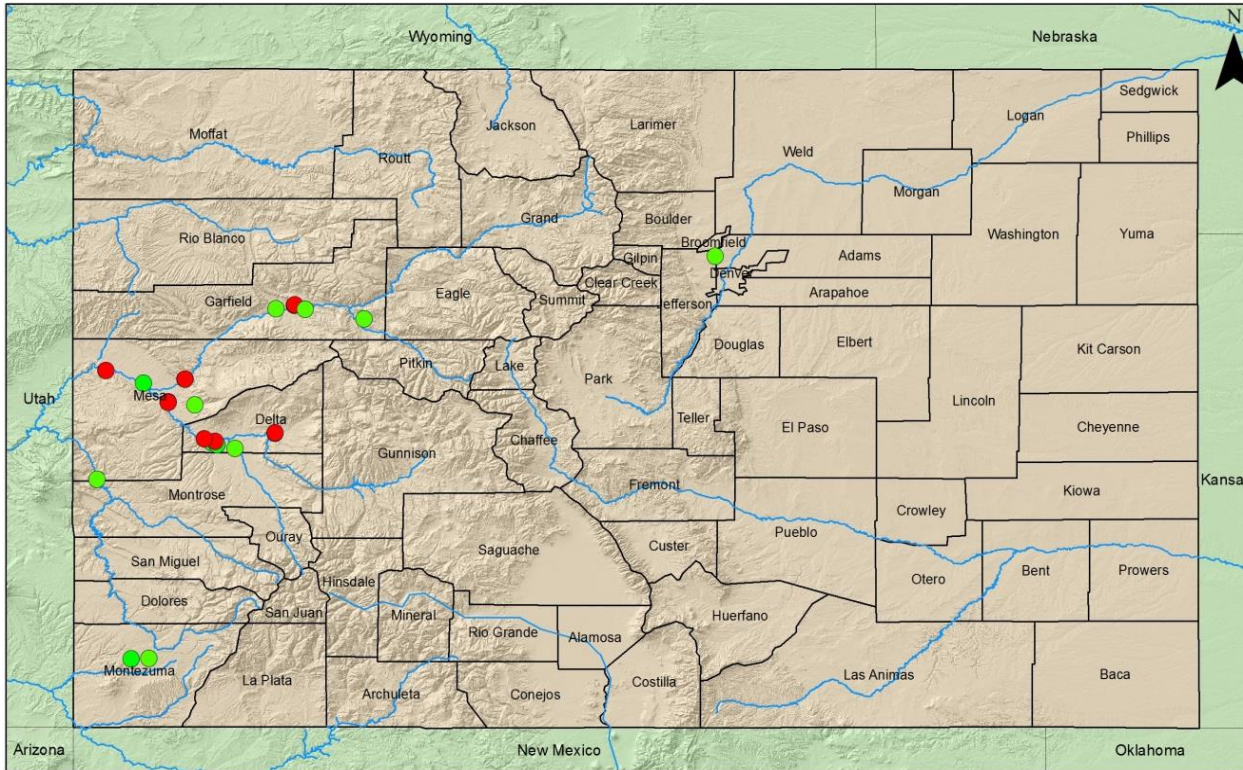 N
Wyoming
Nebraska
Sedgwick
Logan
Jackson
Larimer
Moffat
Phillips
Weld
Routt
Morgan
Grand
Boulder
Washington
Yuma
Rio Blanco
Broomfield
Gilpin
Adams
Denver
Clear Creek
Arapahoe
Eagle
Summit
Garfield
Jefferson
Douglas
Elbert
Kit Carson
Pitkin
Lake
Park
Utah
Mesa
Lincoln
Delta
Teller
El Paso
Cheyenne
Chaffee
Gunnison
Kansa
Montrose
Fremont
Kiowa
Crowley
Pueblo
Ouray
Saguache
Custer
San Miguel
Otero
Bent
Prowers
Hinsdale
Dolores
San Juan
Mineral
Huerfano
Rio Grande
Alamosa
Montezuma
La Plata
Las Animas
Baca
Costilla
Archuleta
Conejos
Arizona
New Mexico
Oklahoma